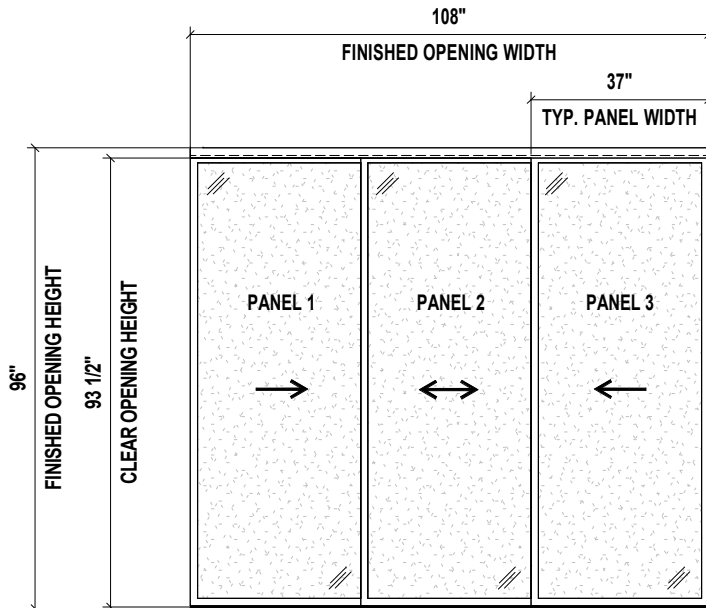 108"
FINISHED OPENING WIDTH
37"
TYP. PANEL WIDTH
96"
FINISHED OPENING HEIGHT
93 1/2"
CLEAR OPENING HEIGHT
PANEL 1
PANEL 2
PANEL 3